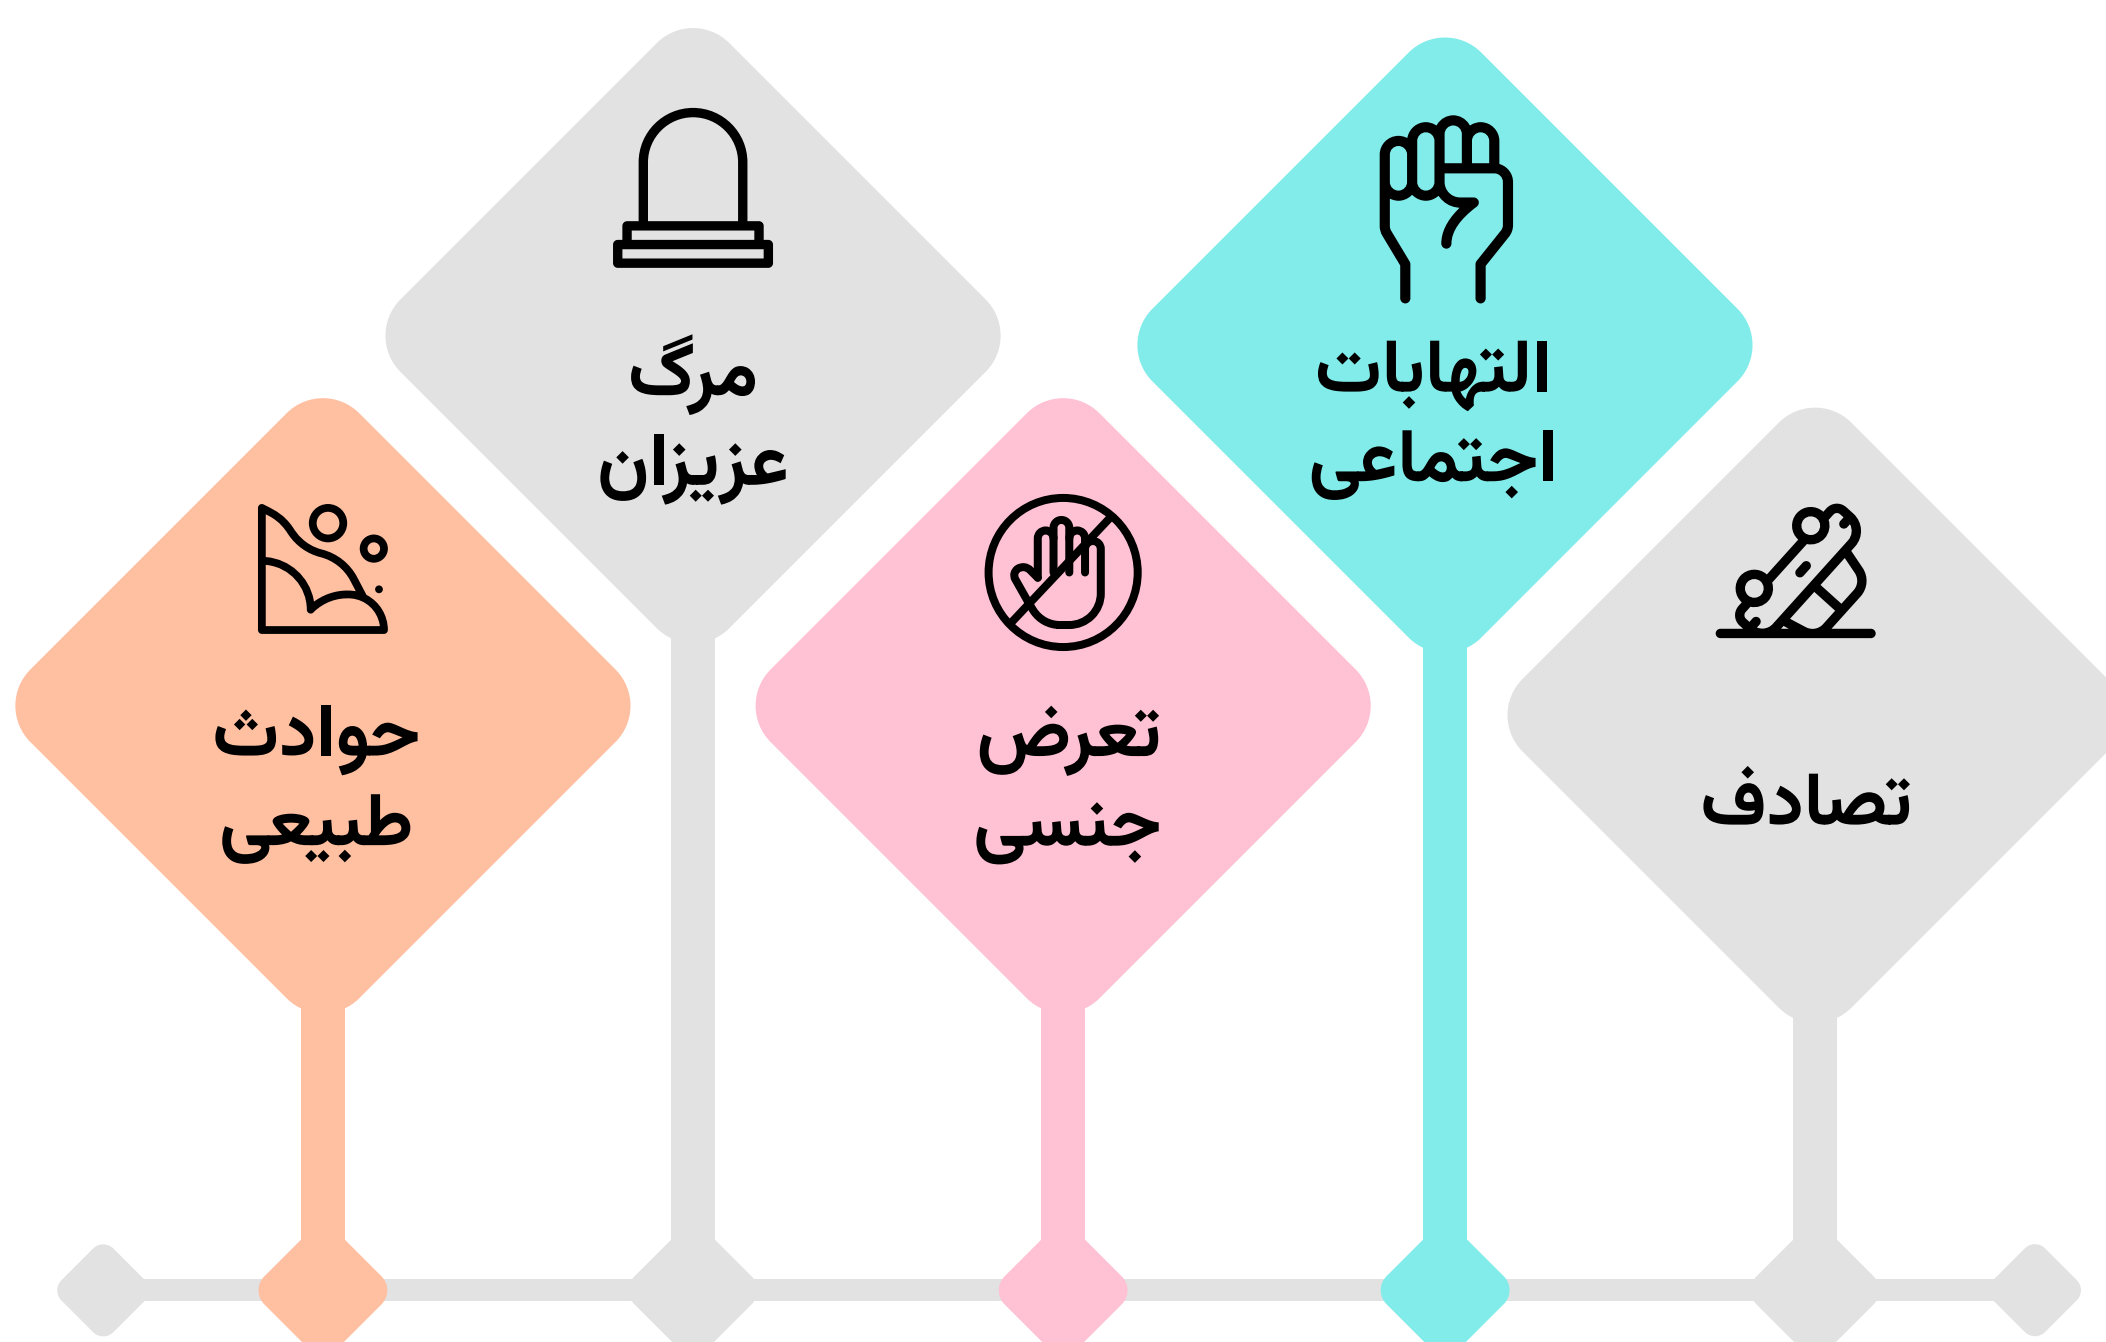 تصادف
التهابات
اجتماعی
تعرض
جنسی
مرگ
عزیزان
حوادث
طبیعی